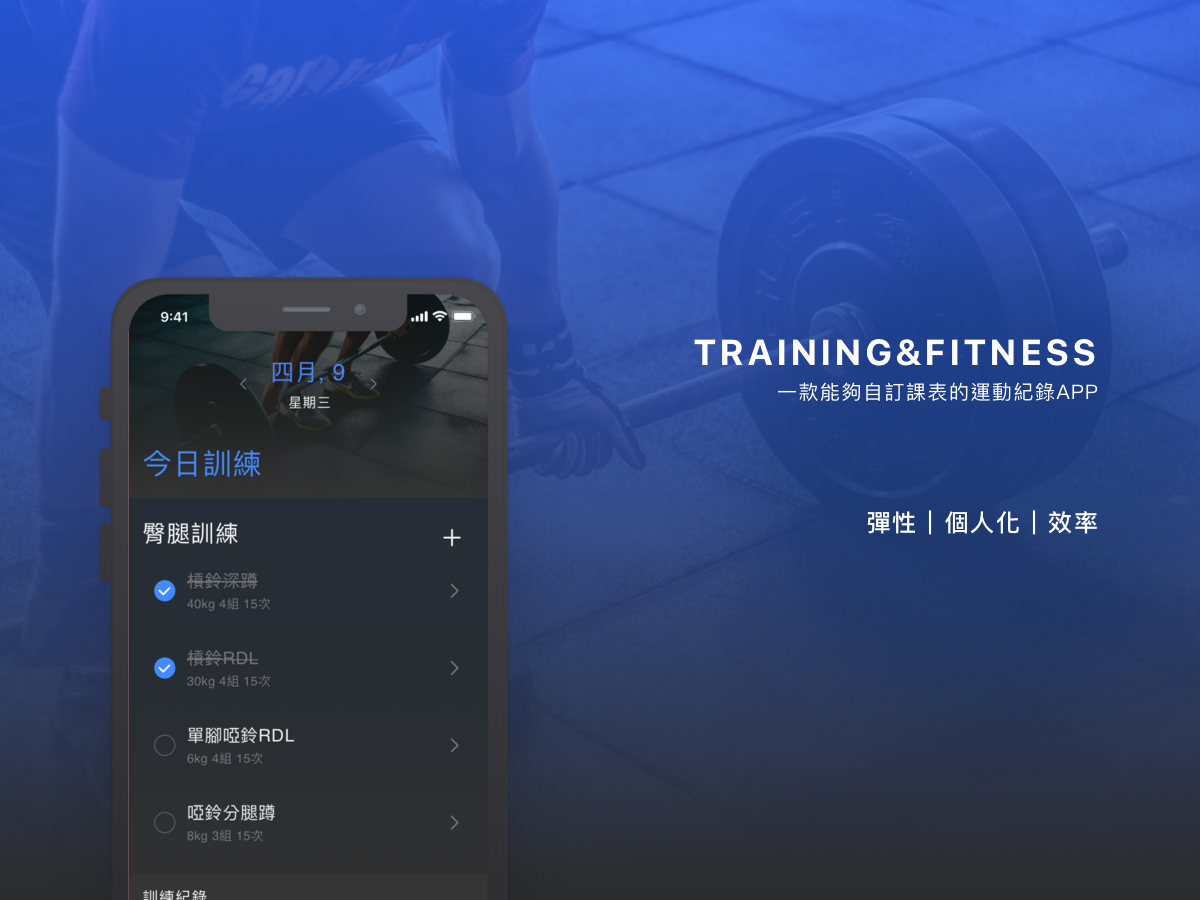 9:41
四月, 9
星期三
今日訓練
臀腿訓練
槓鈴深蹲
40kg 4組 15次
槓鈴RDL
30kg 4組 15次
單腳啞鈴RDL
6kg 4組 15次
啞鈴分腿蹲
8kg 3組 15次
訓練紀錄
TRAINING&FITNESS
一款能夠自訂課表的運動紀錄APP
彈性｜個人化｜效率